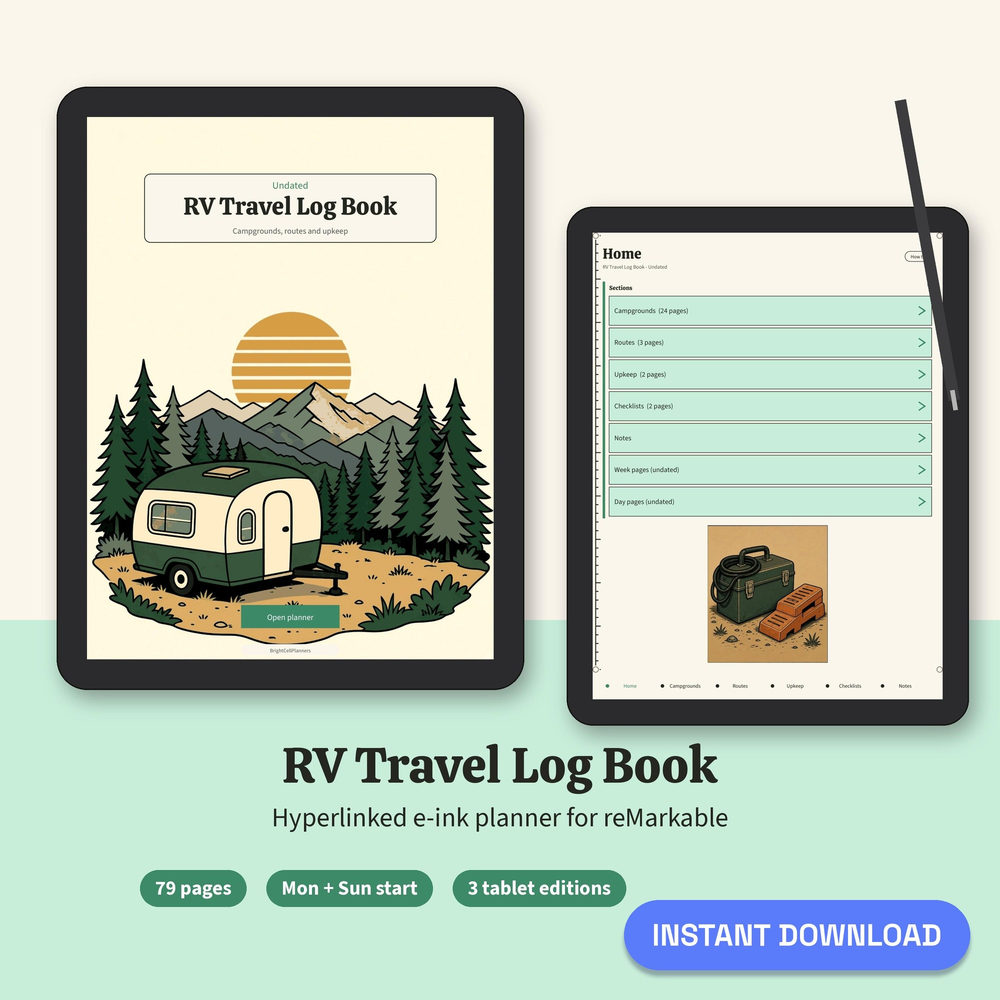 Undated
RV Travel Log Book
Campgrounds, routes and upkeep
Open planner
BrightCellPlanners
Home
RV Travel Log Book - Undated
How
Sections
Campgrounds (24 pages)
Routes (3 pages)
Upkeep (2 pages)
Checklists (2 pages)
Notes
Week pages (undated)
Day pages (undated)
Home
Campgrounds
Routes
Upkeep
Checklists
Notes
RV Travel Log Book
Hyperlinked e-ink planner for reMarkable
79 pages
Mon + Sun start
3 tablet editions
INSTANT DOWNLOAD